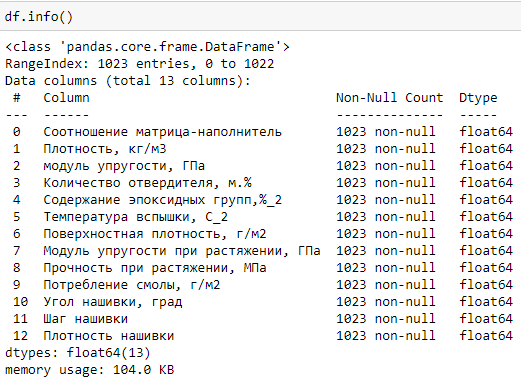 df.info()
<class 'pandas.core.frame.DataFrame'>
RangeIndex: 1023 entries, 0 to 1022
Data columns (total 13 columns):
 #   Column                                Non-Null Count  Dtype
---  ------                                --------------  -----
 0   Соотношение матрица-наполнитель       1023 non-null   float64
 1   Плотность, кг/м3                      1023 non-null   float64
 2   модуль упругости, ГПа                 1023 non-null   float64
 3   Количество отвердителя, м.%           1023 non-null   float64
 4   Содержание эпоксидных групп,%_2       1023 non-null   float64
 5   Температура вспышки, С_2              1023 non-null   float64
 6   Поверхностная плотность, г/м2         1023 non-null   float64
 7   Модуль упругости при растяжении, ГПа  1023 non-null   float64
 8   Прочность при растяжении, МПа         1023 non-null   float64
 9   Потребление смолы, г/м2               1023 non-null   float64
 10  Угол нашивки, град                    1023 non-null   float64
 11  Шаг нашивки                           1023 non-null   float64
 12  Плотность нашивки                     1023 non-null   float64
dtypes: float64(13)
memory usage: 104.0 KB